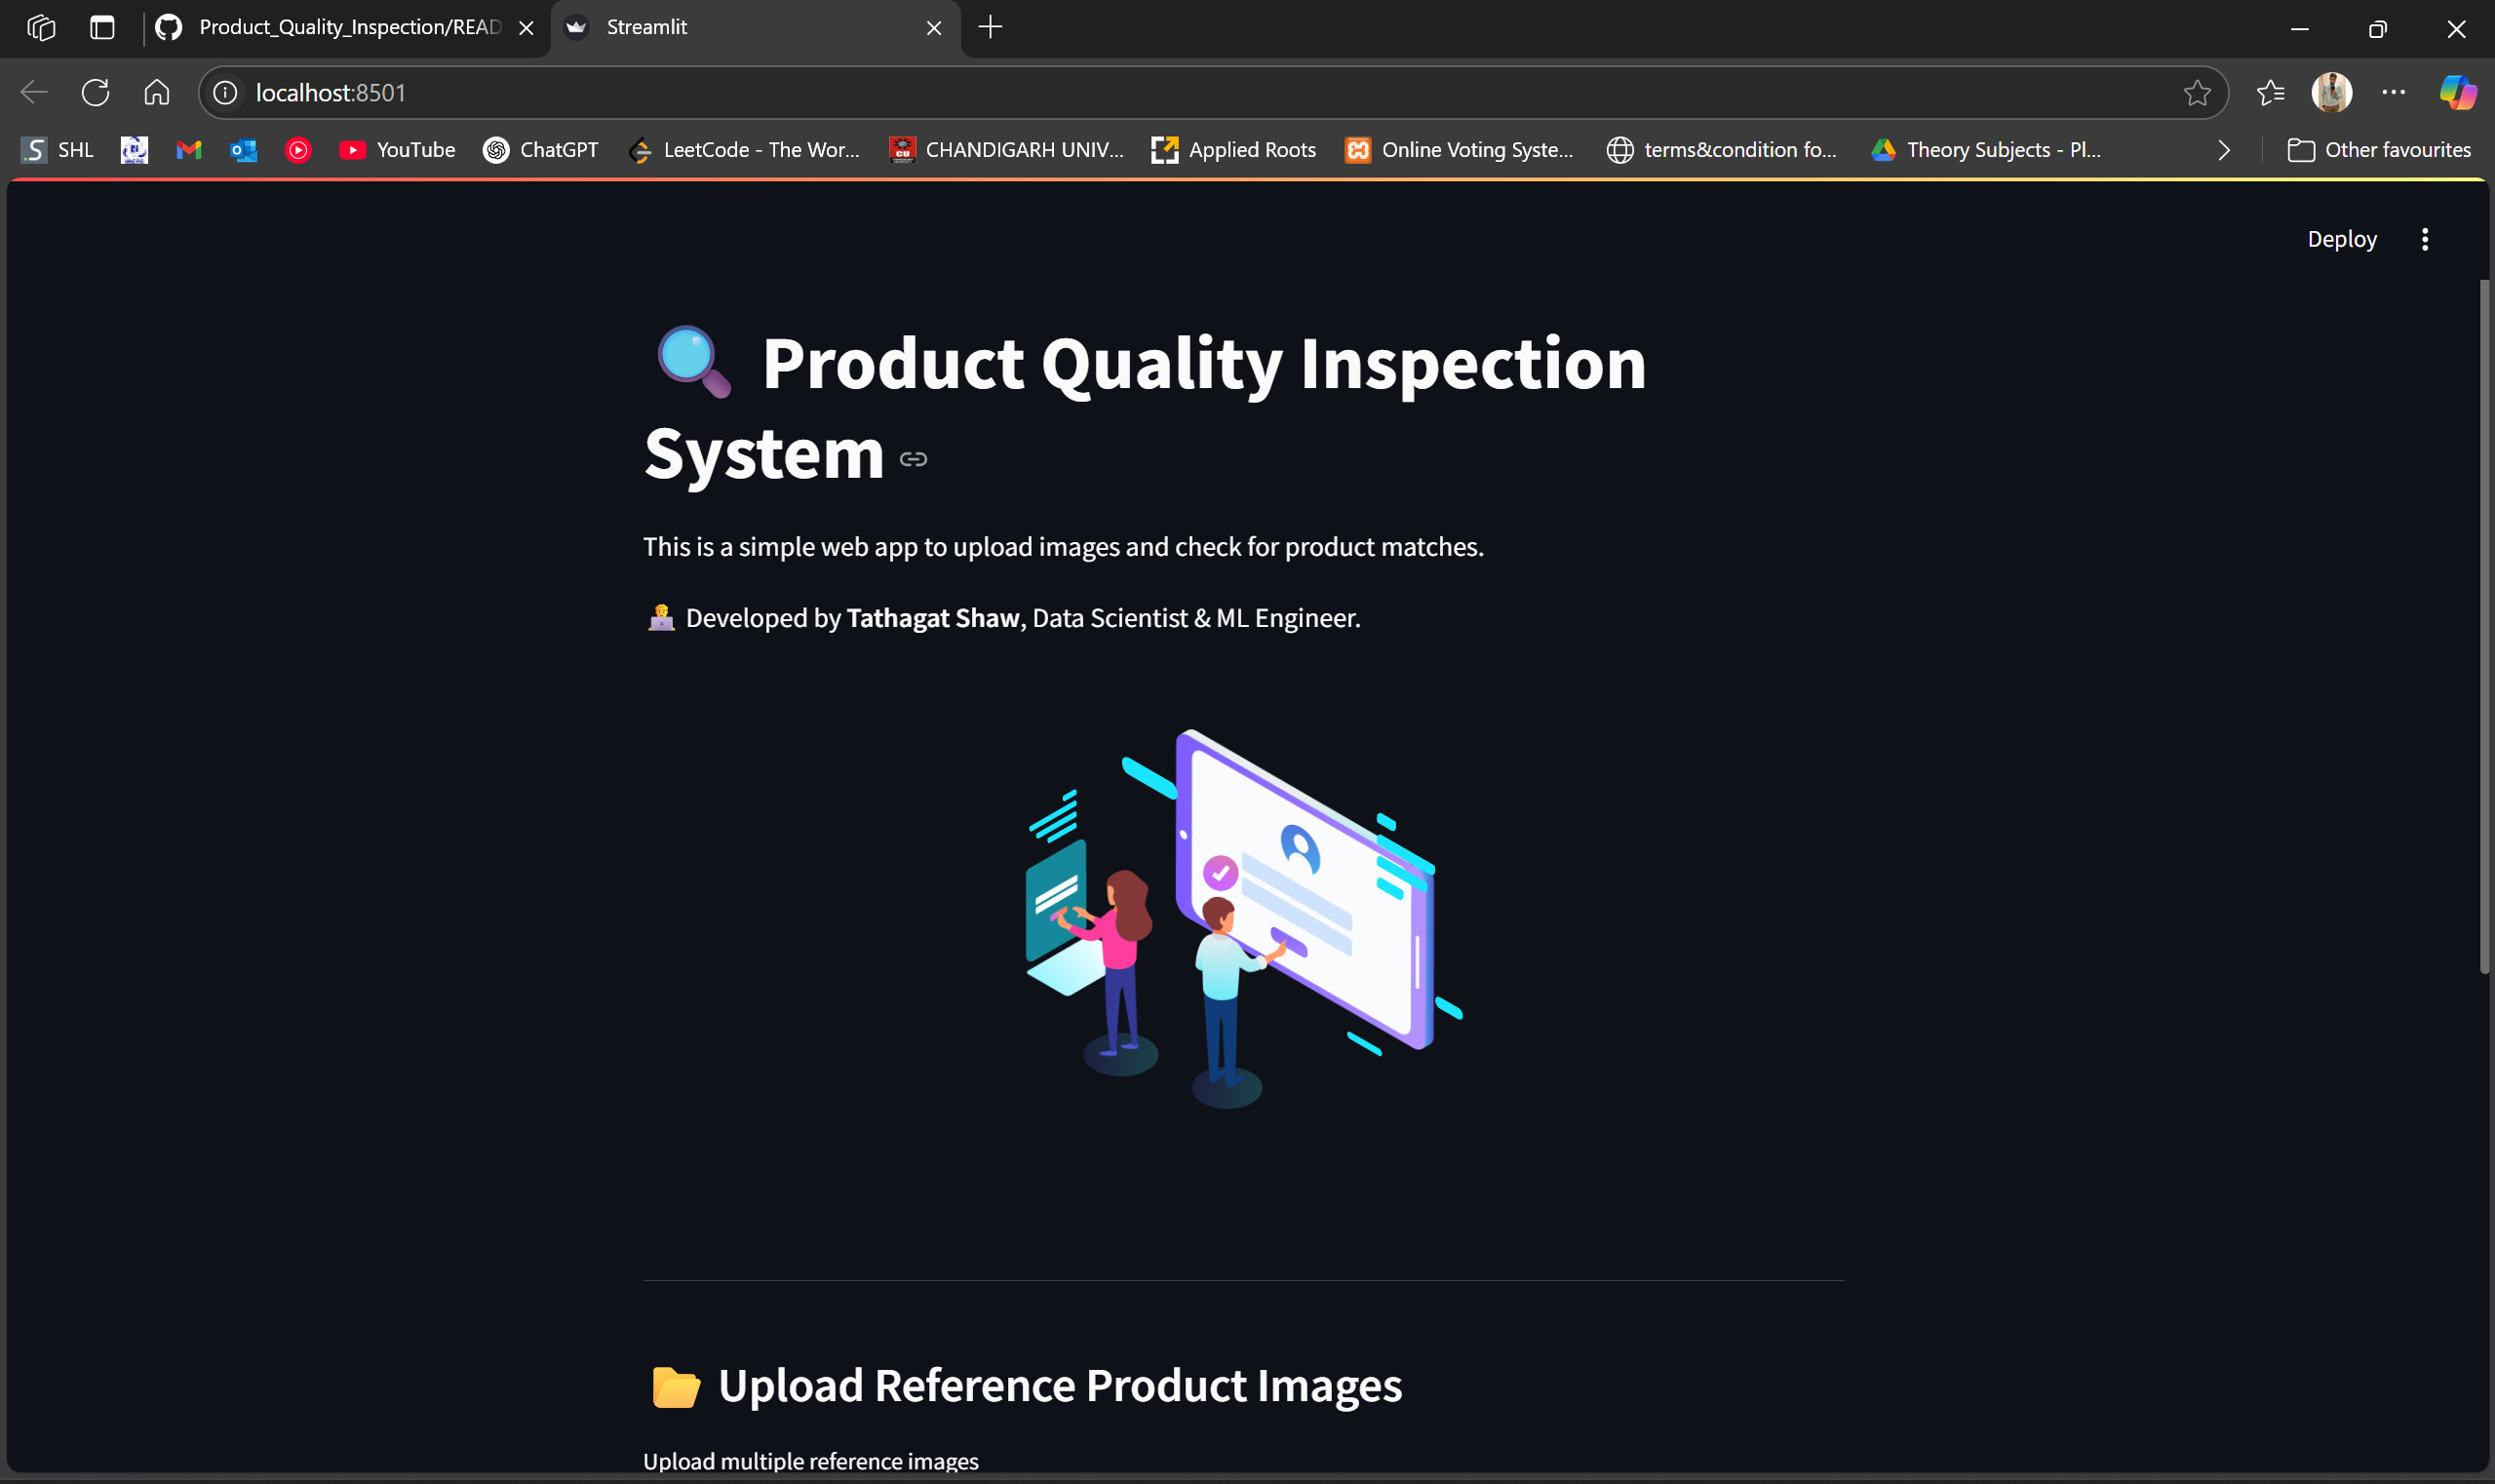 Product_Quality_Inspection/READ
Streamlit
localhost:8501
SHL
YouTube
ChatGPT
LeetCode - The Wor...
CHANDIGARH UNIV...
Applied Roots
Online Voting Syste...
terms&condition fo...
Theory Subjects - Pl...
Other favourites
Deploy
Product Quality Inspection
System
This is a simple web app to upload images and check for product matches.
Developed by Tathagat Shaw, Data Scientist & ML Engineer.
Upload Reference Product Images
Upload multiple reference images